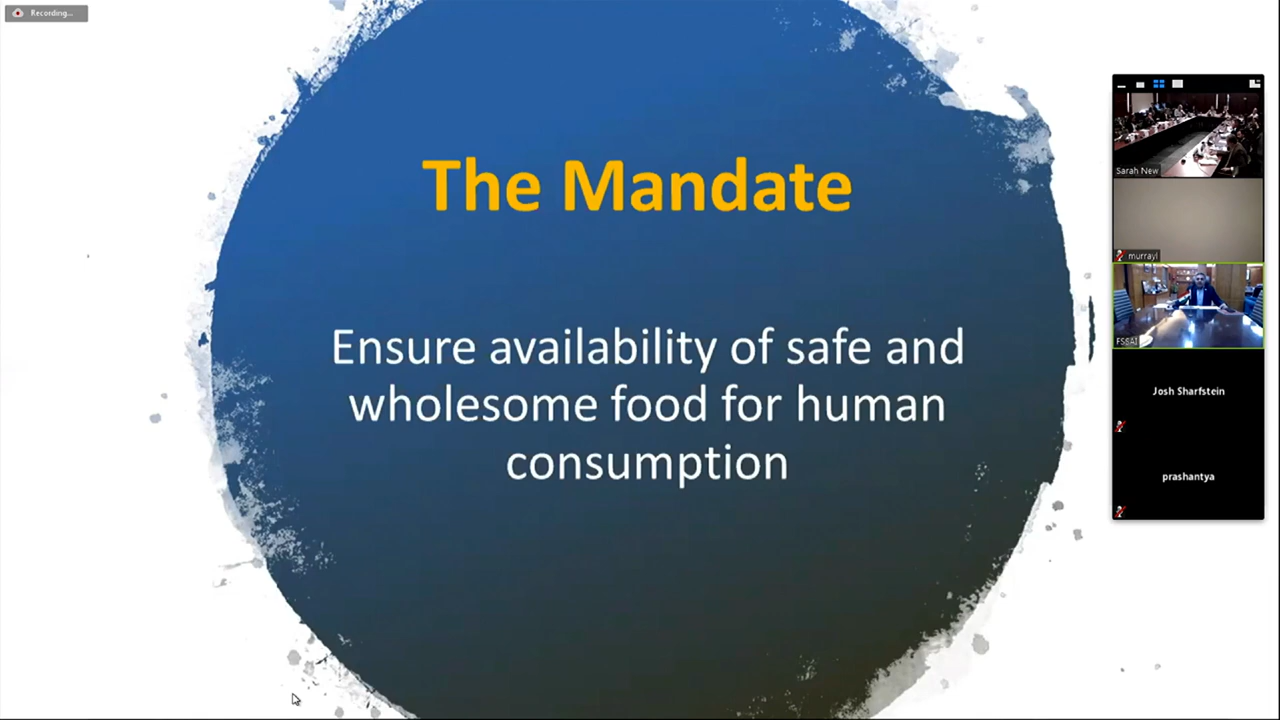 Recording...
The Mandate
Ensure availability of safe and
wholesome food for human
consumption
Sarah New
murrayl
FSSAI
Josh Sharfstein
prashantya